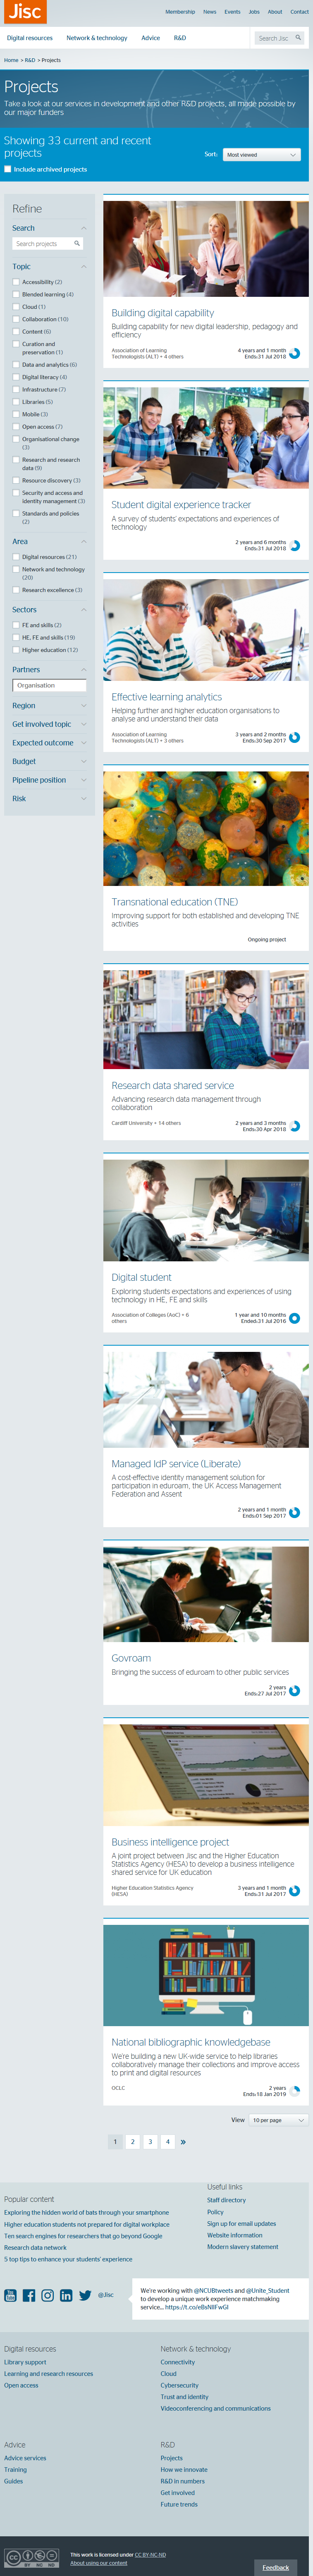 Jisc
Membership News Events Jobs About Contact
Digital resources Network & technology Advice R&D
Search Jisc
Home > R&D > Projects
Projects
Take a look at our services in development and other R&D projects, all made possible by
our major funders
Showing 33 current and recent
projects
Sort: Most viewed
Include archived projects
Refine
Search
Search projects
Topic
Accessibility (2)
Blended learning (4)
Cloud (1)
Collaboration (10)
Content (6)
Curation and
preservation (1)
Data and analytics (6)
Digital literacy (4)
Infrastructure (7)
Libraries (5)
Mobile (3)
Open access (7)
Organisational change
(3)
Research and research
data (9)
Resource discovery (3)
Security and access and
identity management (3)
Standards and policies
(2)
Area
Digital resources (21)
Network and technology
(20)
Research excellence (3)
Sectors
FE and skills (2)
HE, FE and skills (19)
Higher education (12)
Partners
Organisation
Region
Get involved topic
Expected outcome
Budget
Pipeline position
Risk
Building digital capability
Building capability for new digital leadership, pedagogy and
efficiency
Association of Learning
Technologists (ALT) + 4 others
4 years and 1 month
Ends:31 Jul 2018
Student digital experience tracker
A survey of students' expectations and experiences of
technology
2 years and 6 months
Ends:31 Jul 2018
Effective learning analytics
Helping further and higher education organisations to
analyse and understand their data
Association of Learning
Technologists (ALT) + 3 others
3 years and 2 months
Ends:30 Sep 2017
Transnational education (TNE)
Improving support for both established and developing TNE
activities
Ongoing project
Research data shared service
Advancing research data management through
collaboration
Cardiff University + 14 others
2 years and 3 months
Ends:30 Apr 2018
Digital student
Exploring students expectations and experiences of using
technology in HE, FE and skills
Association of Colleges (AoC) + 6
others
1 year and 10 months
Ended:31 Jul 2016
Managed IdP service (Liberate)
A cost-effective identity management solution for
participation in eduroam, the UK Access Management
Federation and Assent
2 years and 1 month
Ends:01 Sep 2017
Govroam
Bringing the success of eduroam to other public services
2 years
Ends:27 Jul 2017
Business intelligence project
A joint project between Jisc and the Higher Education
Statistics Agency (HESA) to develop a business intelligence
shared service for UK education
Higher Education Statistics Agency
(HESA)
3 years and 1 month
Ends:31 Jul 2017
National bibliographic knowledgebase
We're building a new UK-wide service to help libraries
collaboratively manage their collections and improve access
to print and digital resources
OCLC
2 years
Ends:18 Jan 2019
View 10 per page
1 2 3 4 »
Popular content
Exploring the hidden world of bats through your smartphone
Higher education students not prepared for digital workplace
Ten search engines for researchers that go beyond Google
Research data network
5 top tips to enhance your students' experience
Useful links
Staff directory
Policy
Sign up for email updates
Website information
Modern slavery statement
@Jisc
We're working with @NCUBtweets and @Unite_Student
to develop a unique work experience matchmaking
service... https://t.co/eBsNllFwGl
Digital resources
Library support
Learning and research resources
Open access
Network & technology
Connectivity
Cloud
Cybersecurity
Trust and identity
Videoconferencing and communications
Advice
Advice services
Training
Guides
R&D
Projects
How we innovate
R&D in numbers
Get involved
Future trends
This work is licensed under CC BY-NC-ND
About using our content
Feedback